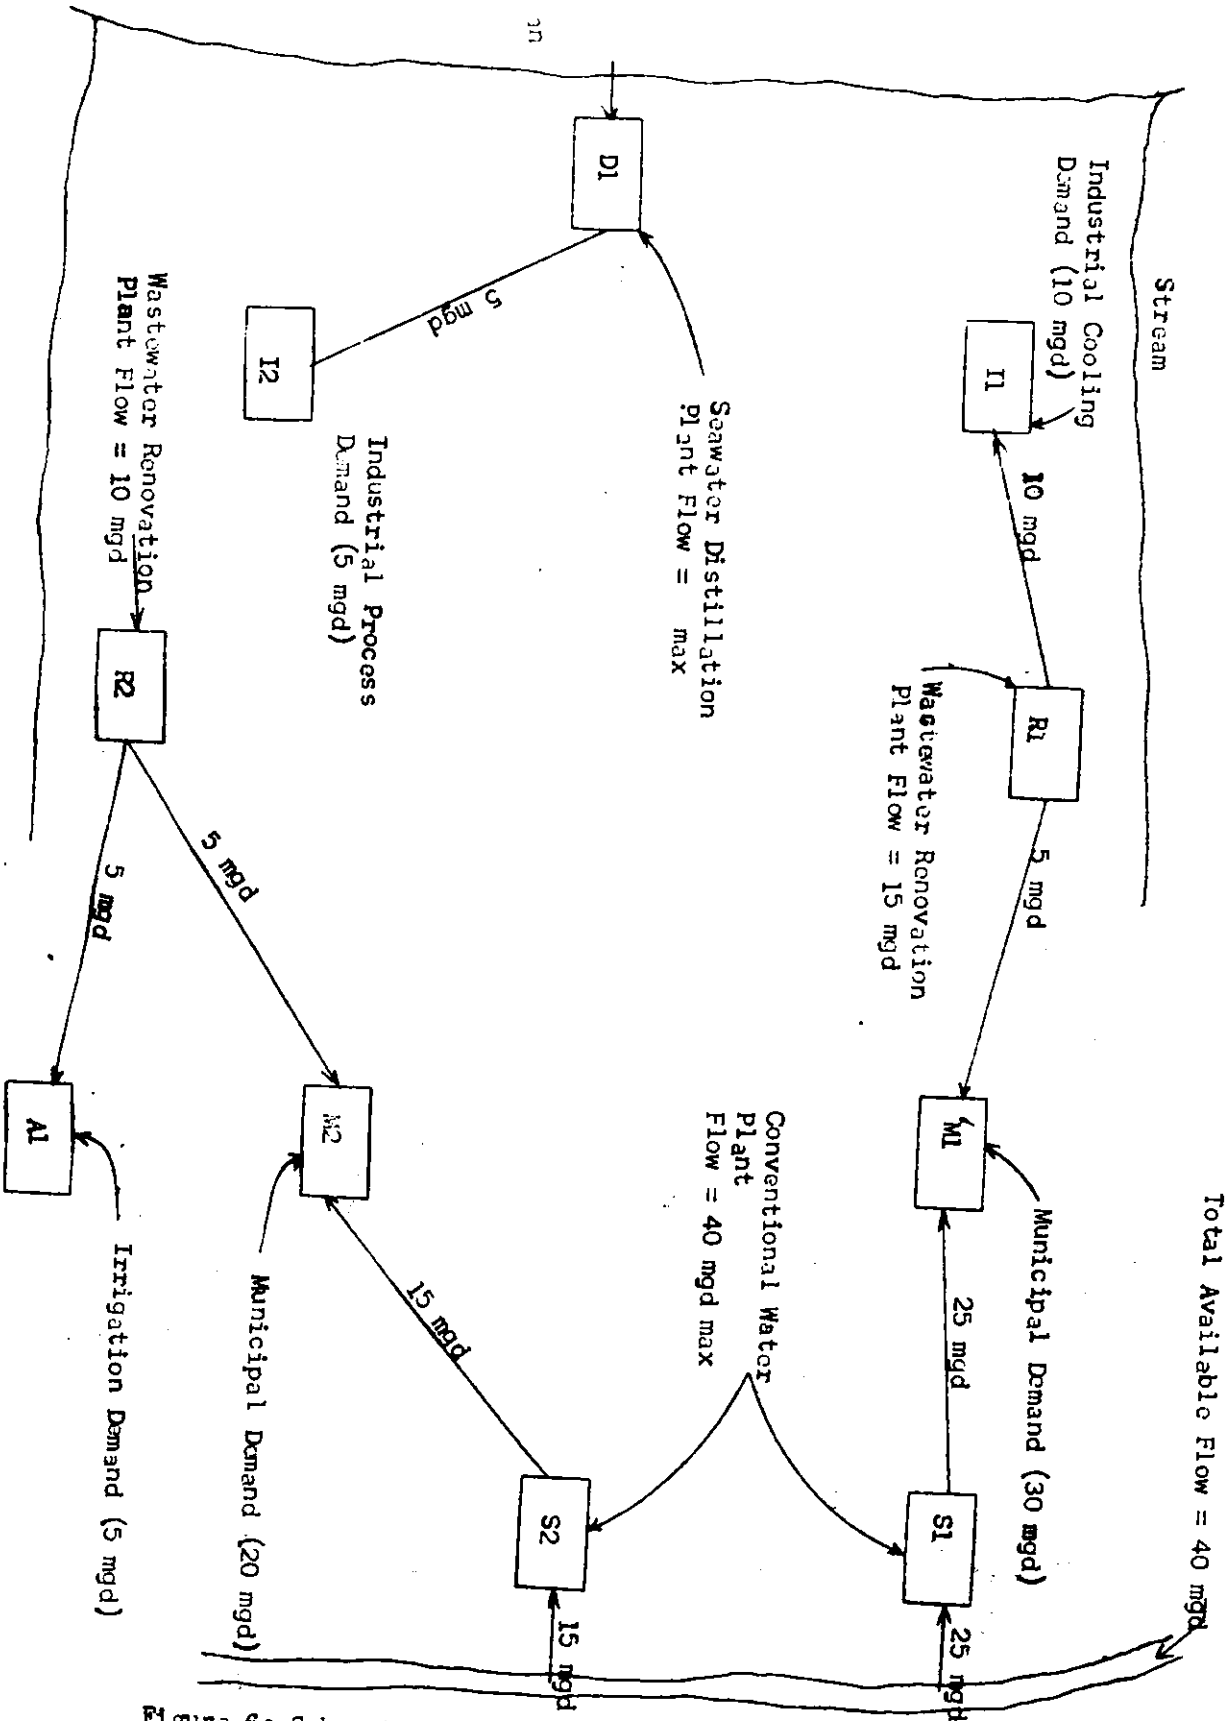 Total Available Flow = 40 mgd
Stream
Industrial Cooling
Demand (10 mgd)
I1
10 mgd
R1
5 mgd
Wastewater Renovation
Plant Flow = 15 mgd
M1
Municipal Demand (30 mgd)
25 mgd
S1
25 mgd
Conventional Water
Plant
Flow = 40 mgd max
D1
Seawater Distillation
Plant Flow = max
5 mgd
I2
Industrial Process
Demand (5 mgd)
S2
15 mgd
15 mgd
M2
Municipal Demand (20 mgd)
Wastewater Renovation
Plant Flow = 10 mgd
R2
5 mgd
5 mgd
A1
Irrigation Demand (5 mgd)
Figure 6: